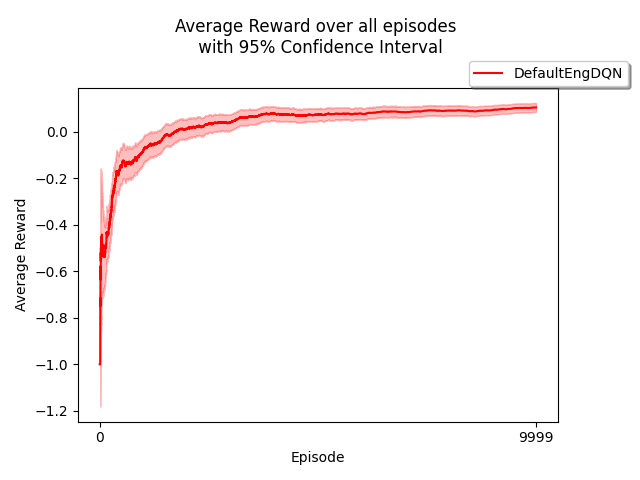 Average Reward over all episodes
with 95% Confidence Interval
DefaultEngDQN
0.0
−0.2
−0.4
−0.6
−0.8
−1.0
−1.2
Average Reward
0
9999
Episode